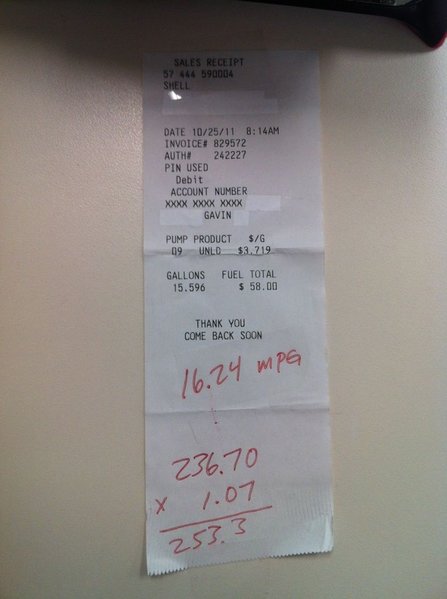 SALES RECEIPT
57 444 590004
SHELL
DATE 10/25/11 8:14AM
INVOICE# 829572
AUTH# 242227
PIN USED
Debit
ACCOUNT NUMBER
XXXX XXXX XXXX
GAVIN
PUMP PRODUCT $/G
09 UNLD $3.719
GALLONS FUEL TOTAL
15.596 $ 58.00
THANK YOU
COME BACK SOON
16.24 MPG
236.70
x 1.07
253.3